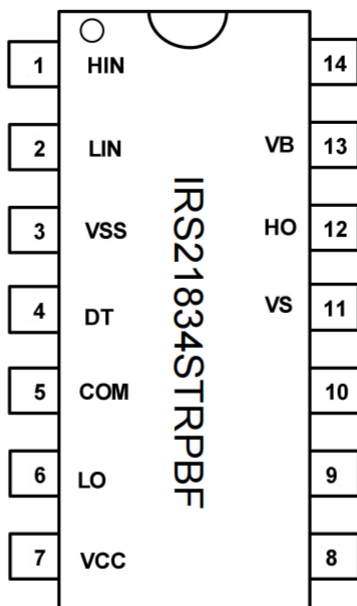 1 HIN 14
2 LIN VB 13
3 VSS HO 12
4 DT VS 11
5 COM 10
6 LO 9
7 VCC 8
IRS21834STRPBF